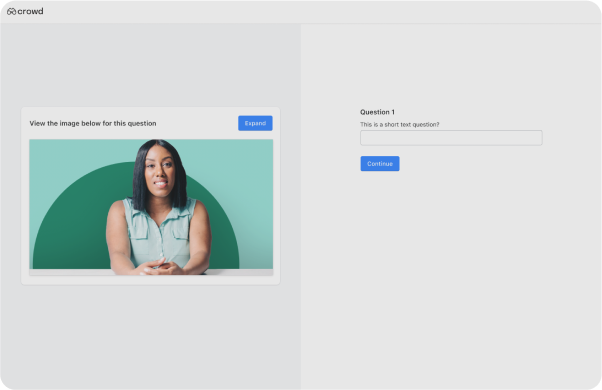 crowd
View the image below for this question
Expand
Question 1
This is a short text question?
Continue